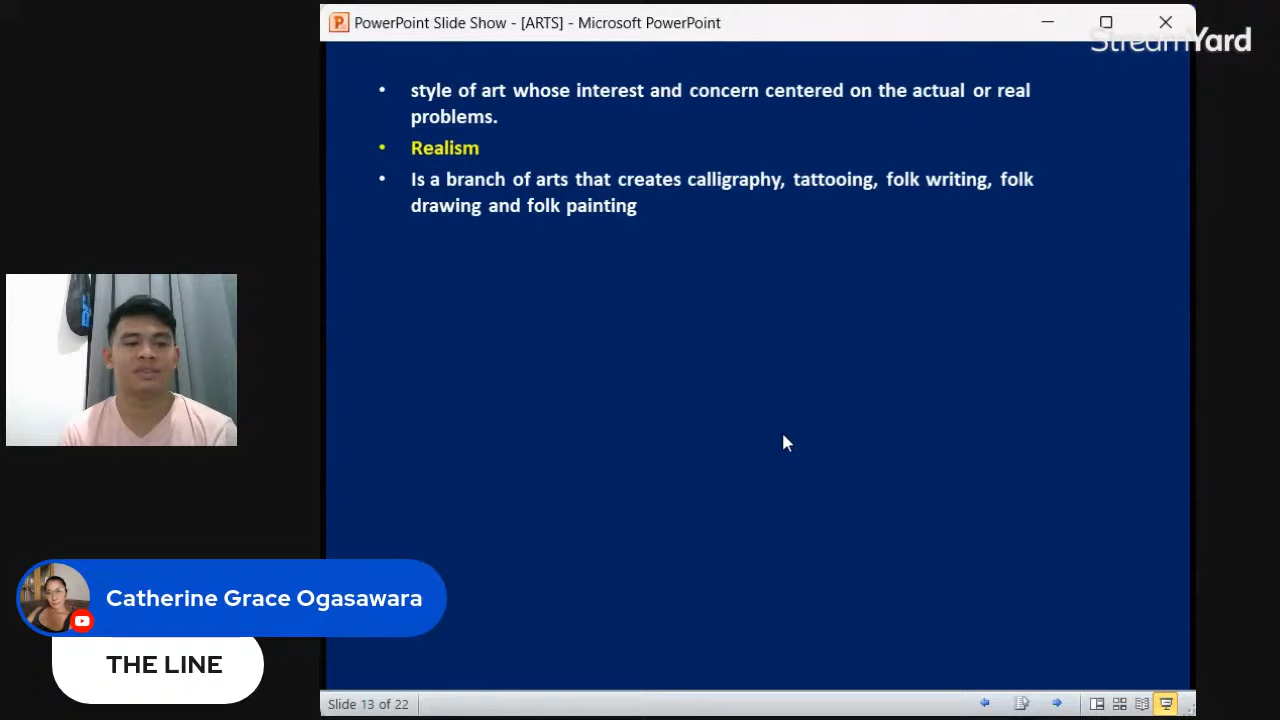 PowerPoint Slide Show - [ARTS] - Microsoft PowerPoint
StreamYard
• style of art whose interest and concern centered on the actual or real
problems.
• Realism
• Is a branch of arts that creates calligraphy, tattooing, folk writing, folk
drawing and folk painting
Catherine Grace Ogasawara
THE LINE
Slide 13 of 22